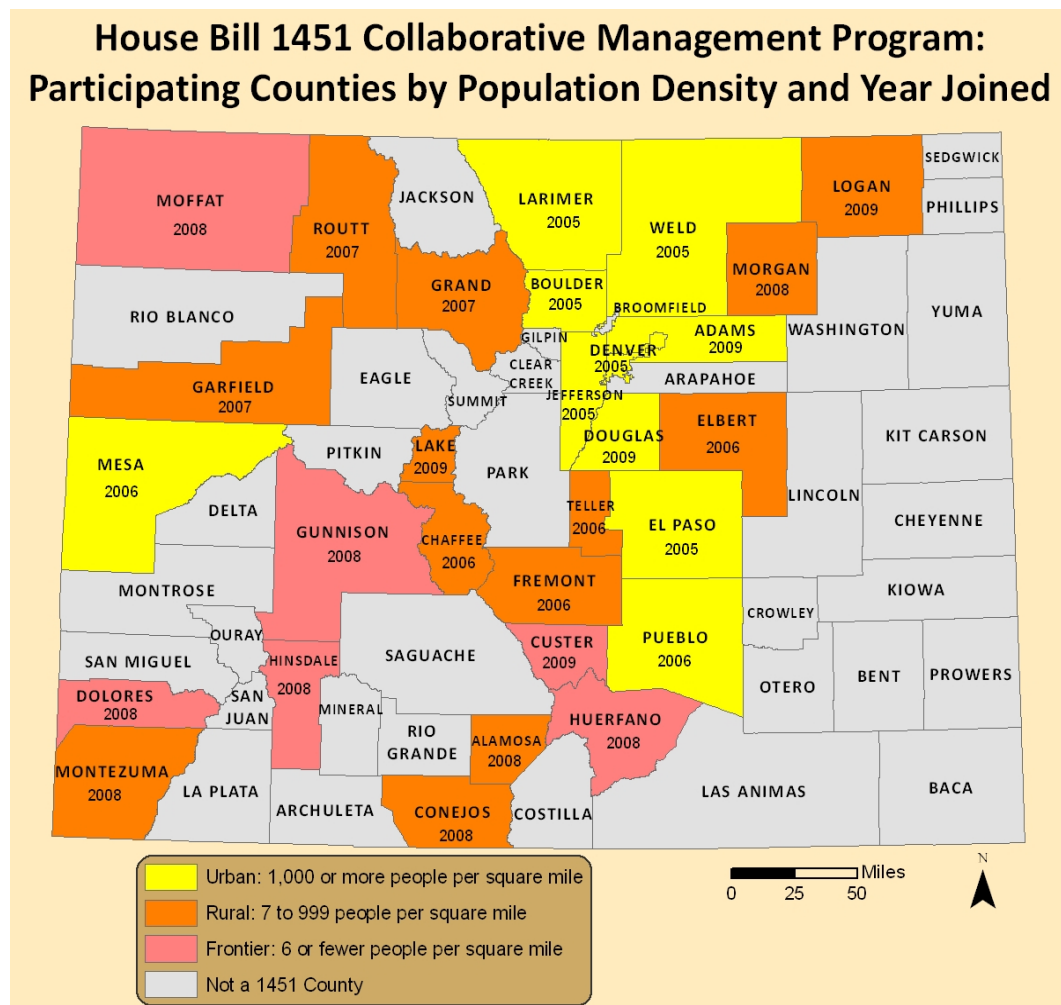 House Bill 1451 Collaborative Management Program:
Participating Counties by Population Density and Year Joined
MOFFAT
2008
ROUTT
2007
JACKSON
LARIMER
2005
WELD
2005
LOGAN
2009
SEDGWICK
PHILLIPS
MORGAN
2008
GRAND
2007
BOULDER
2005
BROOMFIELD
RIO BLANCO
GARFIELD
2007
EAGLE
SUMMIT
GILPIN
CLEAR
CREEK
JEFFERSON
2005
DENVER
2005
ADAMS
2009
ARAPAHOE
WASHINGTON
YUMA
MESA
2006
PITKIN
LAKE
2009
PARK
DOUGLAS
2009
ELBERT
2006
LINCOLN
KIT CARSON
DELTA
GUNNISON
2008
CHAFFEE
2006
TELLER
2006
EL PASO
2005
CHEYENNE
MONTROSE
FREMONT
2006
CROWLEY
KIOWA
OURAY
SAN MIGUEL
HINSDALE
2008
SAGUACHE
CUSTER
2009
PUEBLO
2006
OTERO
BENT
PROWERS
DOLORES
2008
SAN
JUAN
MINERAL
RIO
GRANDE
ALAMOSA
2008
HUERFANO
2008
MONTEZUMA
2008
LA PLATA
ARCHULETA
CONEJOS
2008
COSTILLA
LAS ANIMAS
BACA
Urban: 1,000 or more people per square mile
Rural: 7 to 999 people per square mile
Frontier: 6 or fewer people per square mile
Not a 1451 County
Miles
0 25 50
N